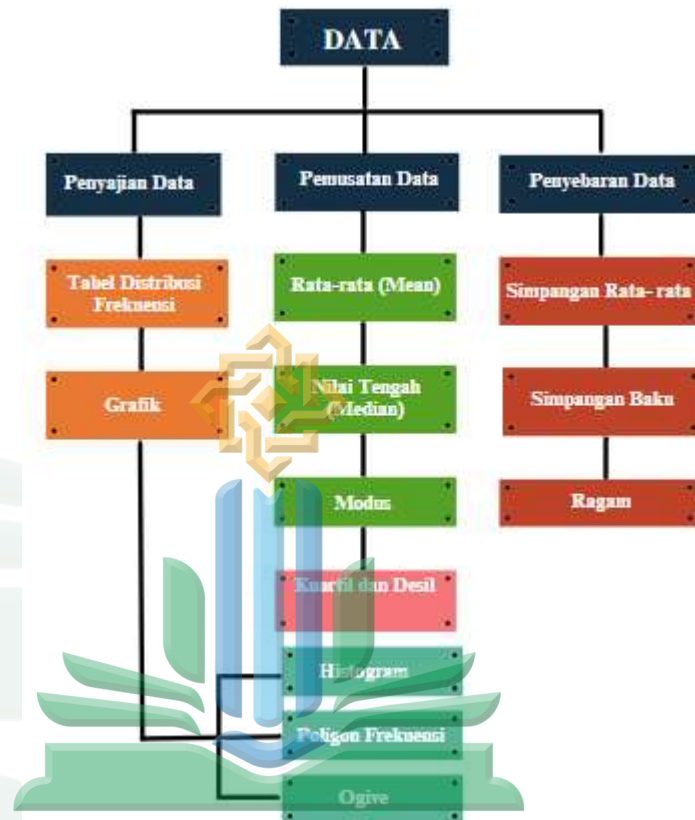 DATA
Penyajian Data
Pemusatan Data
Penyebaran Data
Tabel Distribusi
Frekuensi
Rata-rata (Mean)
Simpangan Rata- rata
Grafik
Nilai Tengah
(Median)
Simpangan Baku
Modus
Ragam
Kuartil dan Desil
Histogram
Poligon Frekuensi
Ogive